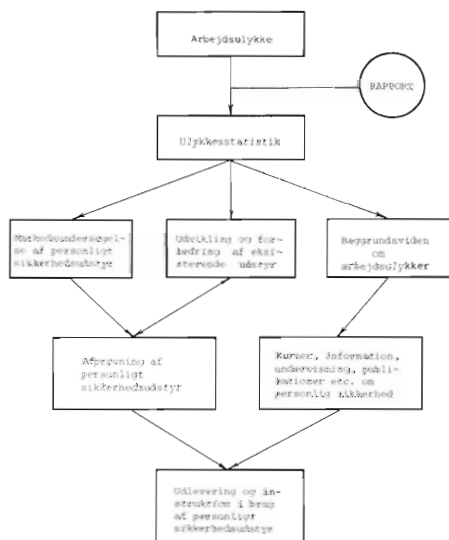 Arbejdsulykke
RAPPORT
Ulykkesstatistik
Markedsundersøgel-
se af personligt
sikkerhedsudstyr
Udvikling og for-
bedring af eksi-
sterende udstyr
Baggrundsviden
om
arbejdsulykker
Afprøvning af
personligt
sikkerhedsudstyr
Kurser, information,
undervisning, publi-
kationer etc. om
personlig sikkerhed
Udlevering og in-
struktion i brug
af personligt
sikkerhedsudstyr